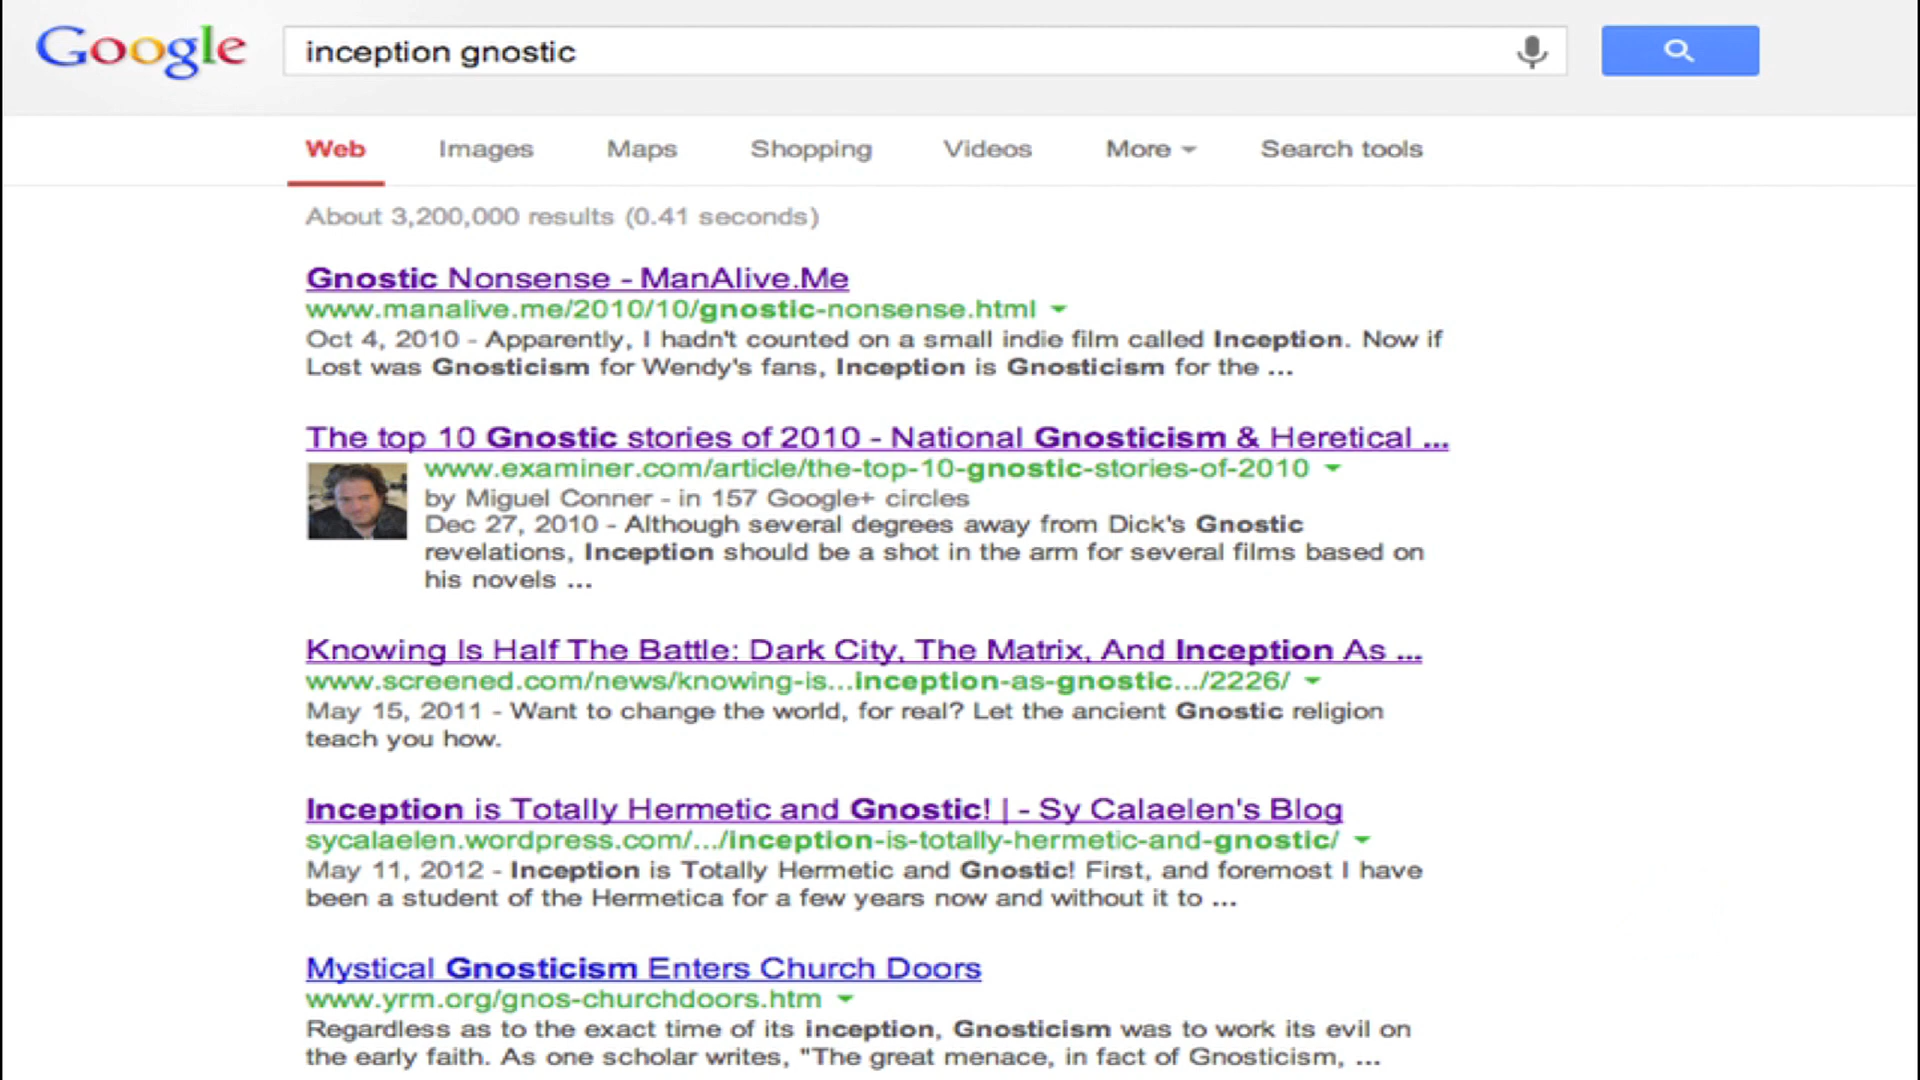 Google
inception gnostic
Web Images Maps Shopping Videos More Search tools
About 3,200,000 results (0.41 seconds)
Gnostic Nonsense - ManAlive.Me
www.manalive.me/2010/10/gnostic-nonsense.html
Oct 4, 2010 - Apparently, I hadn't counted on a small indie film called Inception. Now if
Lost was Gnosticism for Wendy's fans, Inception is Gnosticism for the ...
The top 10 Gnostic stories of 2010 - National Gnosticism & Heretical ...
www.examiner.com/article/the-top-10-gnostic-stories-of-2010
by Miguel Conner - in 157 Google+ circles
Dec 27, 2010 - Although several degrees away from Dick's Gnostic
revelations, Inception should be a shot in the arm for several films based on
his novels ...
Knowing Is Half The Battle: Dark City, The Matrix, And Inception As ...
www.screened.com/news/knowing-is...inception-as-gnostic.../2226/
May 15, 2011 - Want to change the world, for real? Let the ancient Gnostic religion
teach you how.
Inception is Totally Hermetic and Gnostic! | - Sy Calaelen's Blog
sycalaelen.wordpress.com/.../inception-is-totally-hermetic-and-gnostic/
May 11, 2012 - Inception is Totally Hermetic and Gnostic! First, and foremost I have
been a student of the Hermetica for a few years now and without it to ...
Mystical Gnosticism Enters Church Doors
www.yrm.org/gnos-churchdoors.htm
Regardless as to the exact time of its inception, Gnosticism was to work its evil on
the early faith. As one scholar writes, "The great menace, in fact of Gnosticism, ...